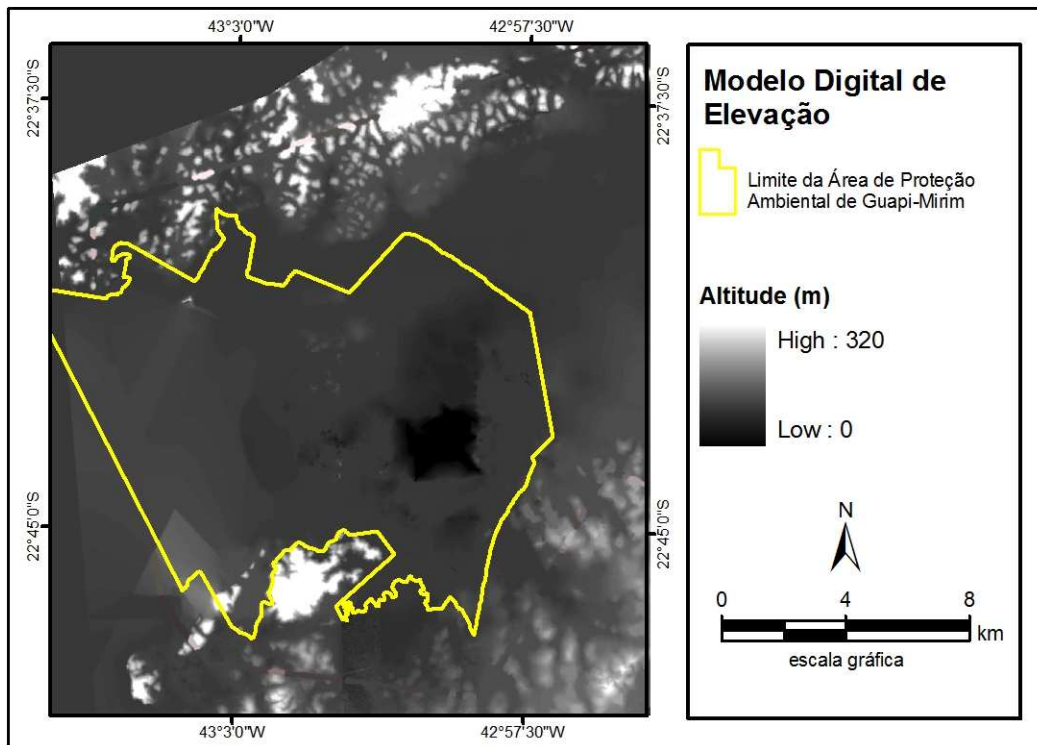 43°3'0"W
42°57'30"W
22°37'30"S
22°37'30"S
22°45'0"S
22°45'0"S
43°3'0"W
42°57'30"W
Modelo Digital de
Elevação
Limite da Área de Proteção
Ambiental de Guapi-Mirim
Altitude (m)
High : 320
Low : 0
N
0
4
8
km
escala gráfica